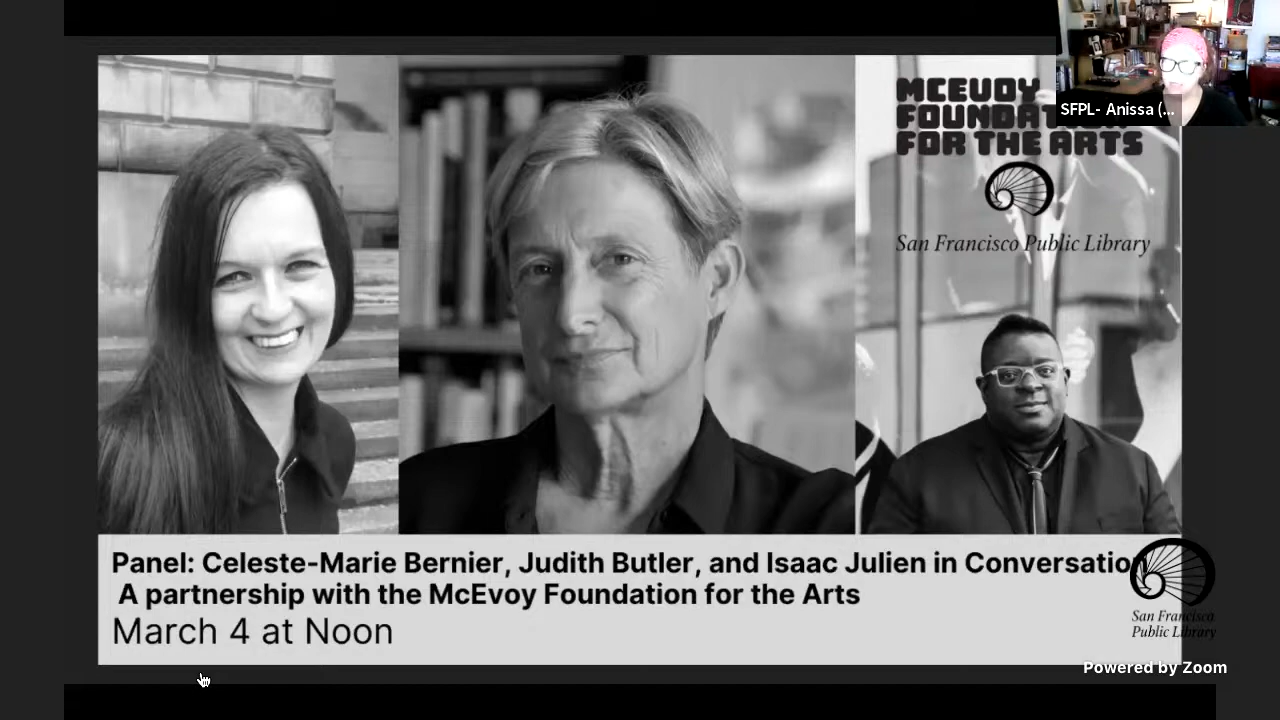 MCEVOY
FOUNDAT
FOR THE ARTS
SFPL- Anissa (...
San Francisco Public Library
Panel: Celeste-Marie Bernier, Judith Butler, and Isaac Julien in Conversation
A partnership with the McEvoy Foundation for the Arts
March 4 at Noon
San Francisco
Public Library
Powered by Zoom